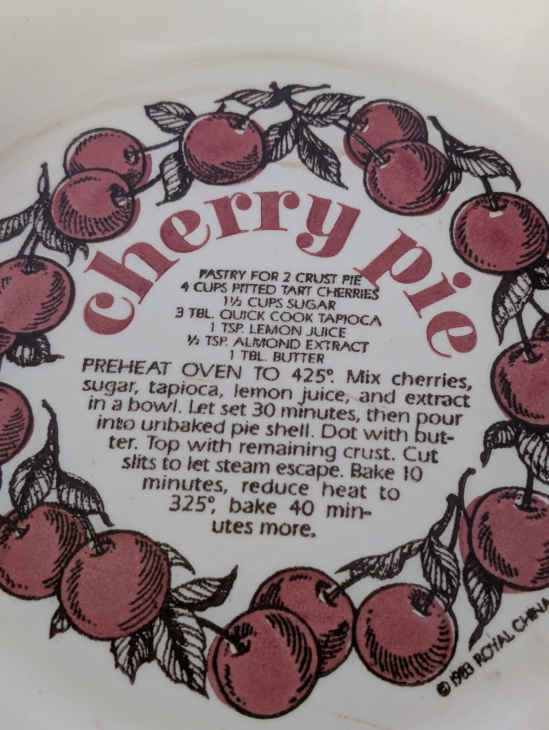 cherry pie
PASTRY FOR 2 CRUST PIE
4 CUPS PITTED TART CHERRIES
1½ CUPS SUGAR
3 TBL. QUICK COOK TAPIOCA
1 TSP. LEMON JUICE
½ TSP. ALMOND EXTRACT
1 TBL. BUTTER
PREHEAT OVEN TO 425°. Mix cherries,
sugar, tapioca, lemon juice, and extract
in a bowl. Let set 30 minutes, then pour
into unbaked pie shell. Dot with but-
ter. Top with remaining crust. Cut
slits to let steam escape. Bake 10
minutes, reduce heat to
325°, bake 40 min-
utes more.
© 1983 ROYAL CHINA